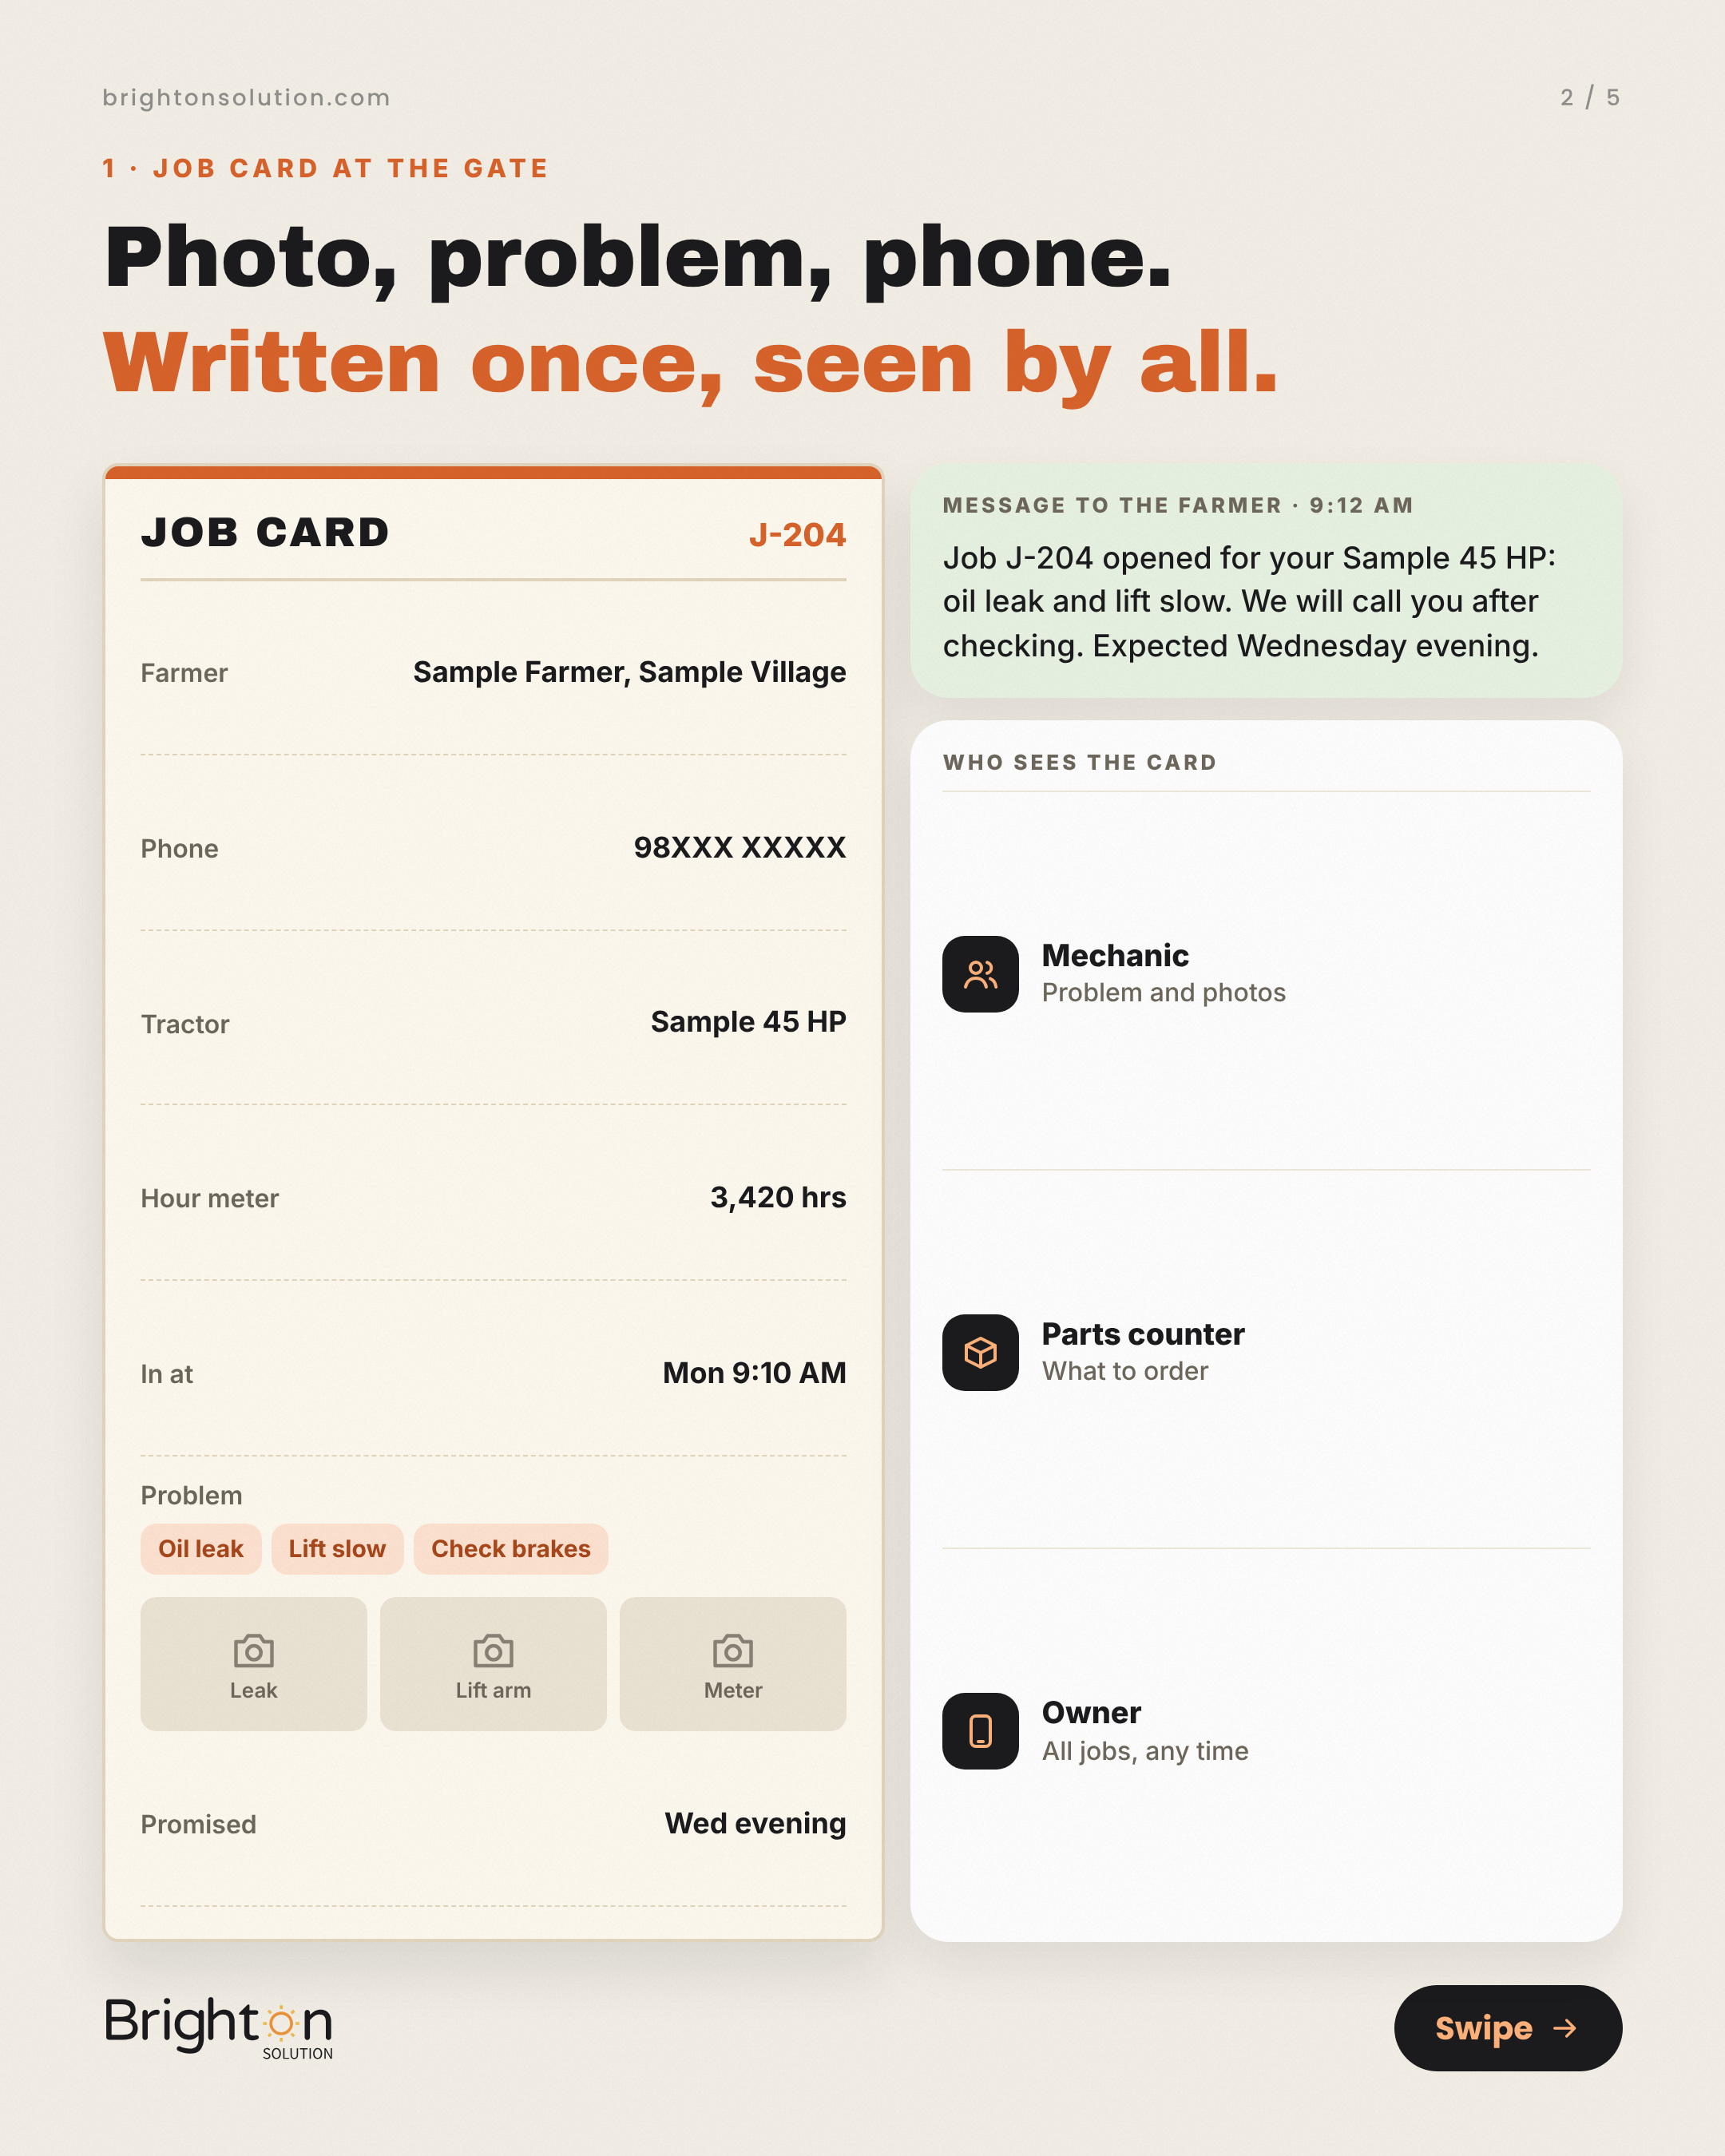 brightonsolution.com
2 / 5
1 · JOB CARD AT THE GATE
Photo, problem, phone.
Written once, seen by all.
JOB CARD
J-204
Farmer
Sample Farmer, Sample Village
Phone
98XXX XXXXX
Tractor
Sample 45 HP
Hour meter
3,420 hrs
In at
Mon 9:10 AM
Problem
Oil leak
Lift slow
Check brakes
Leak
Lift arm
Meter
Promised
Wed evening
MESSAGE TO THE FARMER · 9:12 AM
Job J-204 opened for your Sample 45 HP:
oil leak and lift slow. We will call you after
checking. Expected Wednesday evening.
WHO SEES THE CARD
Mechanic
Problem and photos
Parts counter
What to order
Owner
All jobs, any time
Brighton
SOLUTION
Swipe →